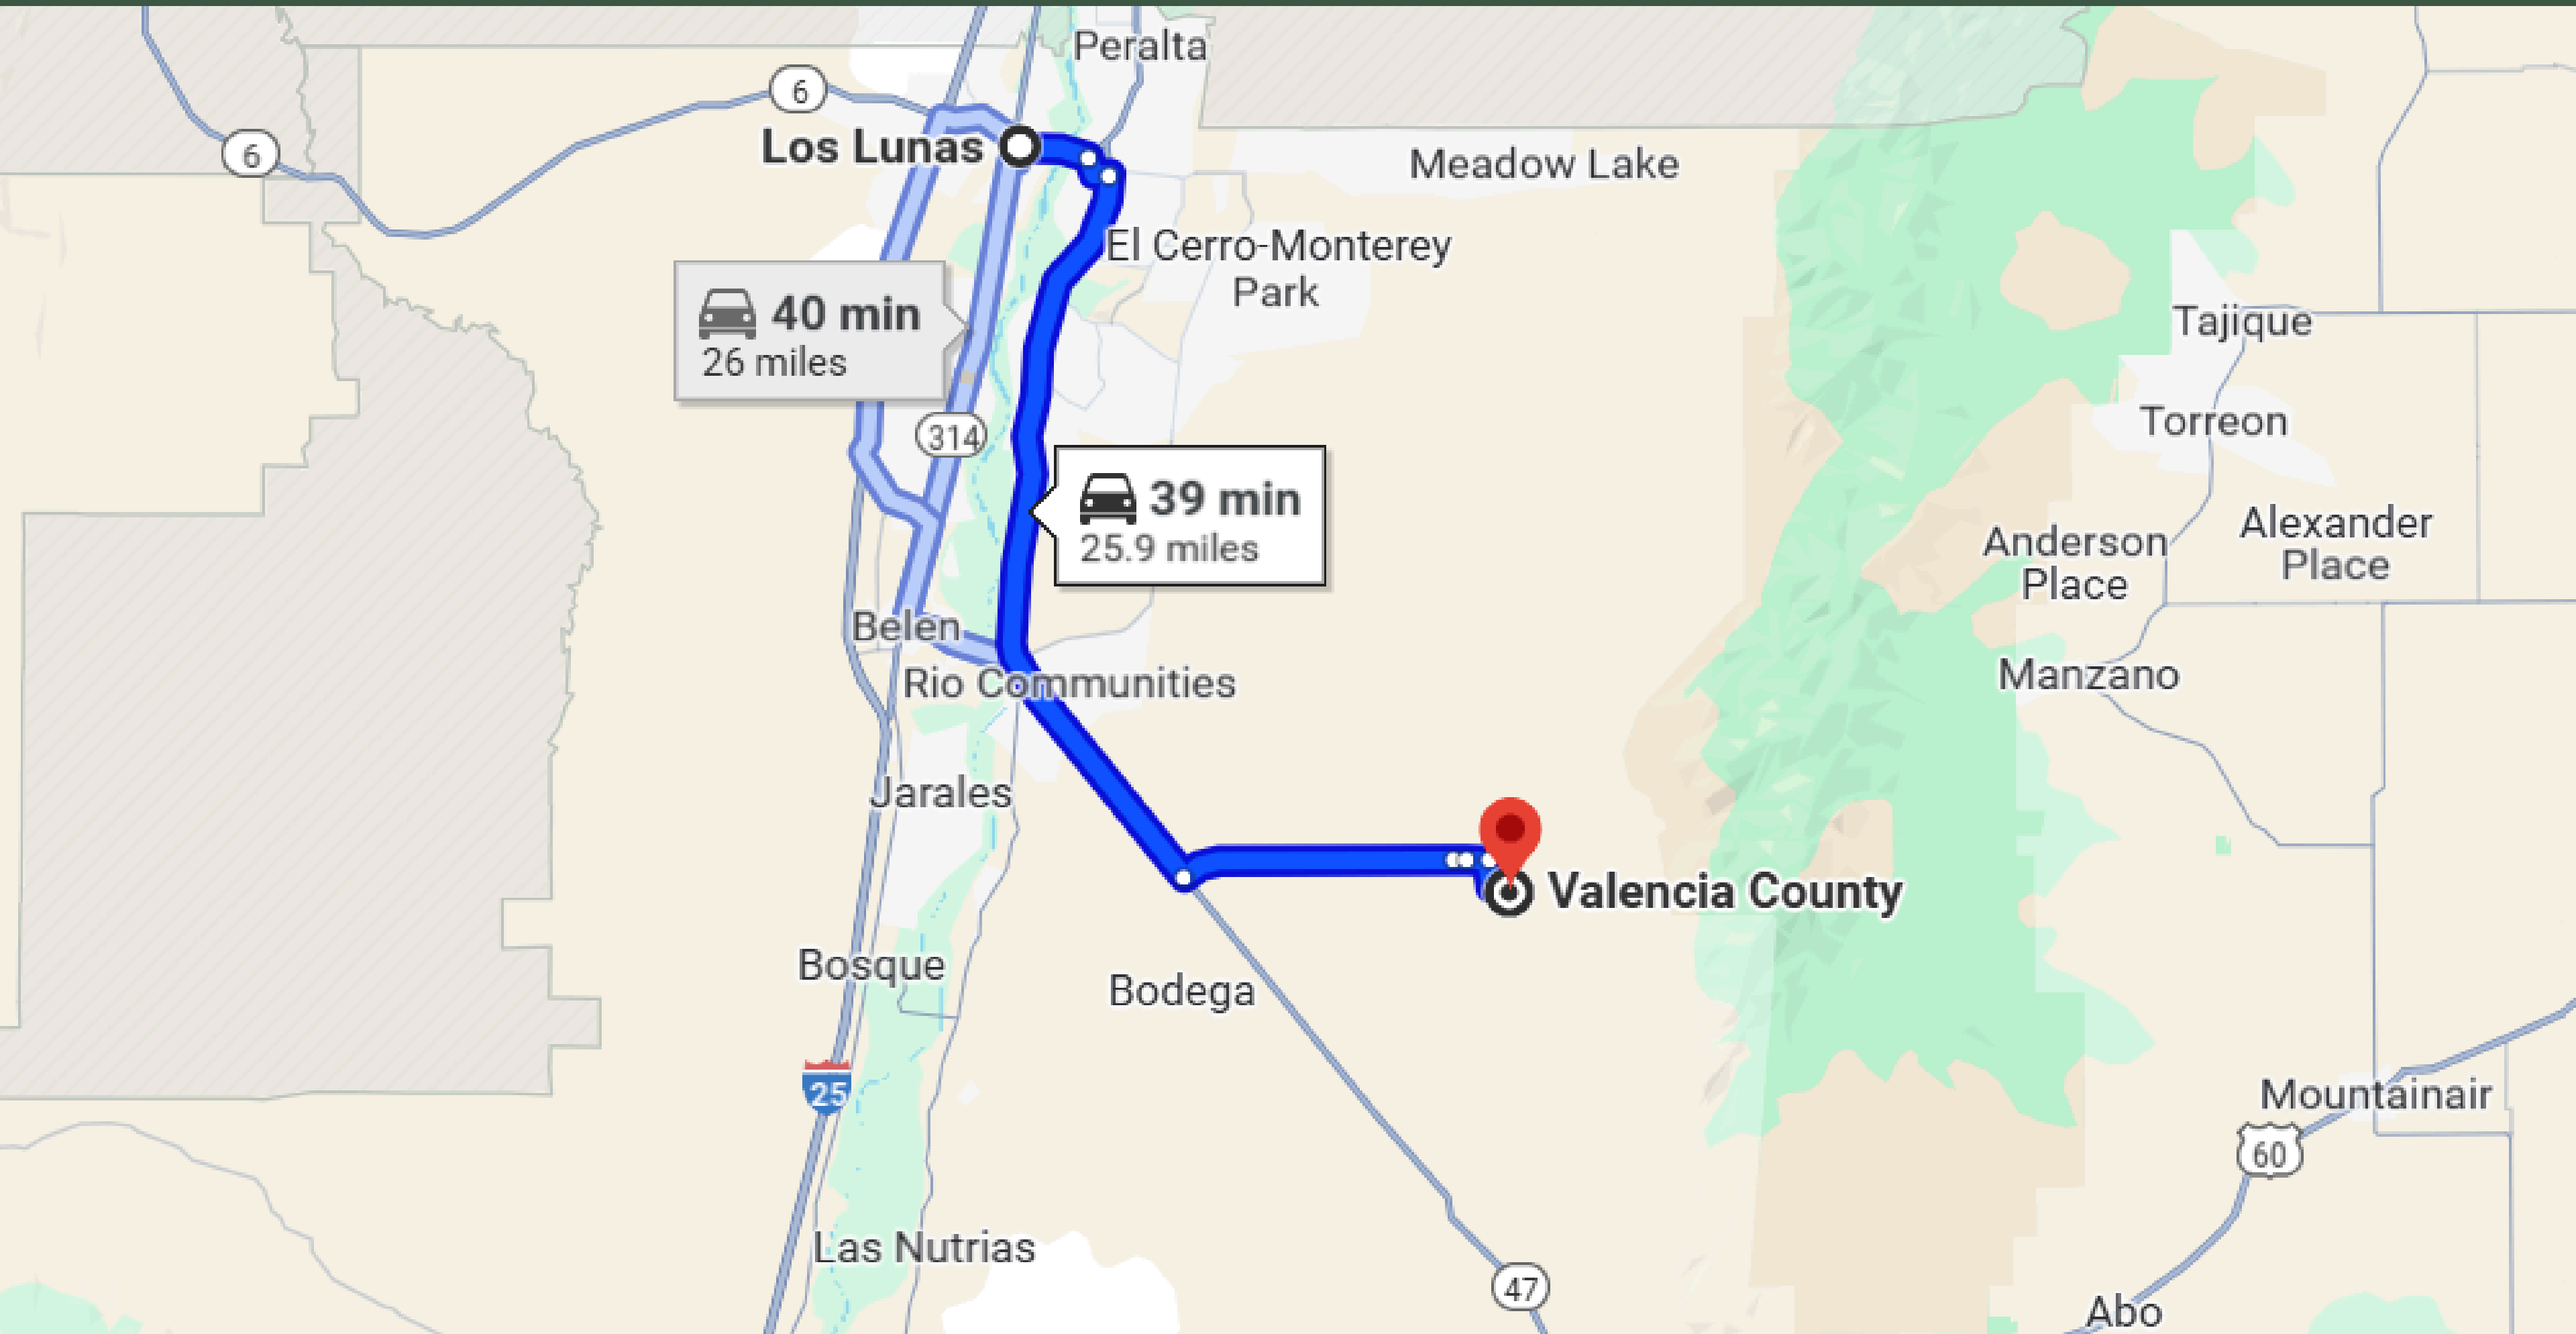 Peralta
6
6
Los Lunas
Meadow Lake
El Cerro-Monterey
Park
40 min
26 miles
Tajique
314
Torreon
39 min
25.9 miles
Anderson
Place
Alexander
Place
Belen
Rio Communities
Manzano
Jarales
Valencia County
Bosque
Bodega
25
Mountainair
60
Las Nutrias
47
Abo